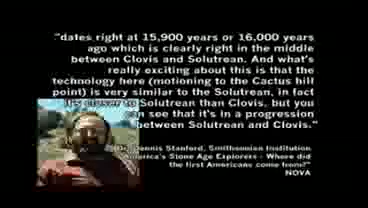 "dates right at 15,900 years or 16,000 years
ago which is clearly right in the middle
between Clovis and Solutrean. And what's
really exciting about this is that the
technology here (motioning to the Cactus hill
point) is very similar to the Solutrean, in fact
it's closer to Solutrean than Clovis, but you
can see that it's in a progression
between Solutrean and Clovis."
Dr. Dennis Stanford, Smithsonian Institution
America's Stone Age Explorers - Where did
the first Americans come from?"
NOVA